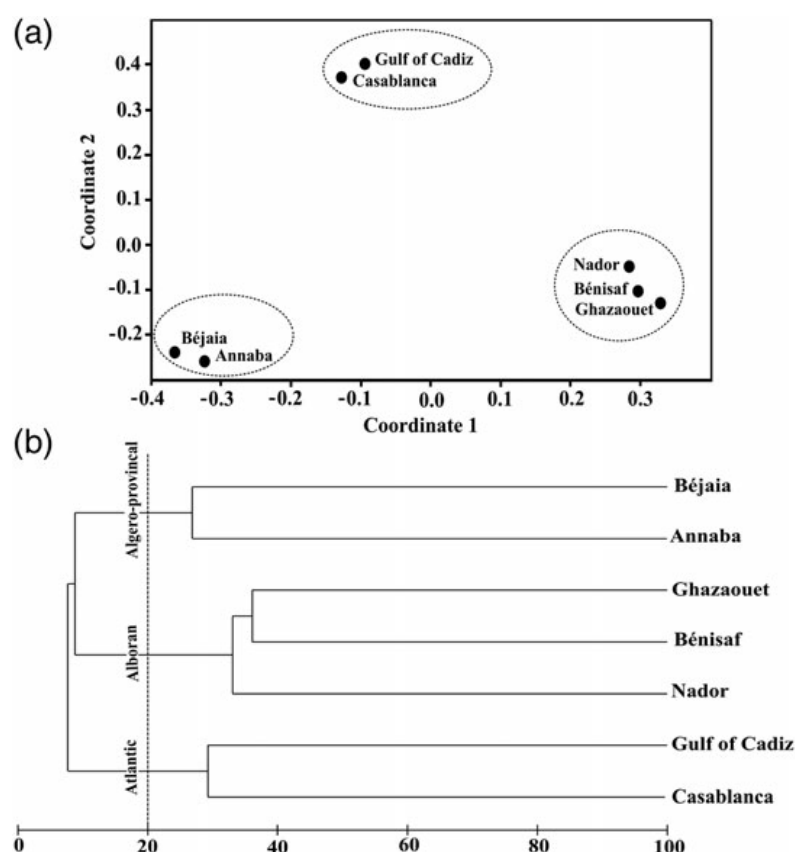 (a)
Coordinate 2
0.4
0.3
0.2
0.1
0.0
-0.1
-0.2
Gulf of Cadiz
Casablanca
Nador
Bénisaf
Ghazaouet
Béjaia
Annaba
-0.4 -0.3 -0.2 -0.1 0.0 0.1 0.2 0.3
Coordinate 1
(b)
Algero-provincal
Alboran
Atlantic
Béjaia
Annaba
Ghazaouet
Bénisaf
Nador
Gulf of Cadiz
Casablanca
0 20 40 60 80 100